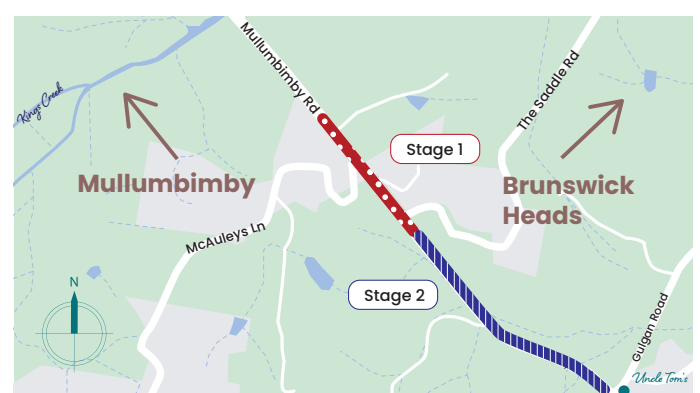 Mullumbimby Rd
The Saddle Rd
Kings Creek
Stage 1
Mullumbimby
Brunswick
Heads
McAuleys Ln
N
Stage 2
Gulgan Road
Uncle Tom's